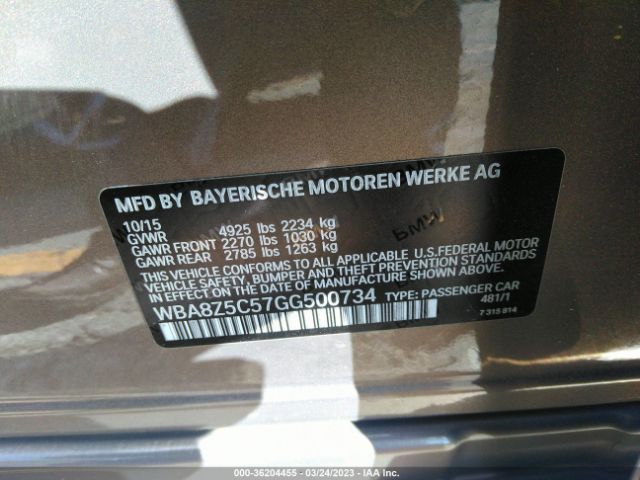 MFD BY BAYERISCHE MOTOREN WERKE AG
10/15
GVWR 4925 lbs 2234 kg
GAWR FRONT 2270 lbs 1030 kg
GAWR REAR 2785 lbs 1263 kg
THIS VEHICLE CONFORMS TO ALL APPLICABLE U.S.FEDERAL MOTOR
VEHICLE SAFETY, BUMPER, AND THEFT PREVENTION STANDARDS
IN EFFECT ON THE DATE OF MANUFACTURE SHOWN ABOVE.
WBA8Z5C57GG500734 TYPE: PASSENGER CAR
481/1
7 315 814
000-36204455 - 03/24/2023 - IAA Inc.